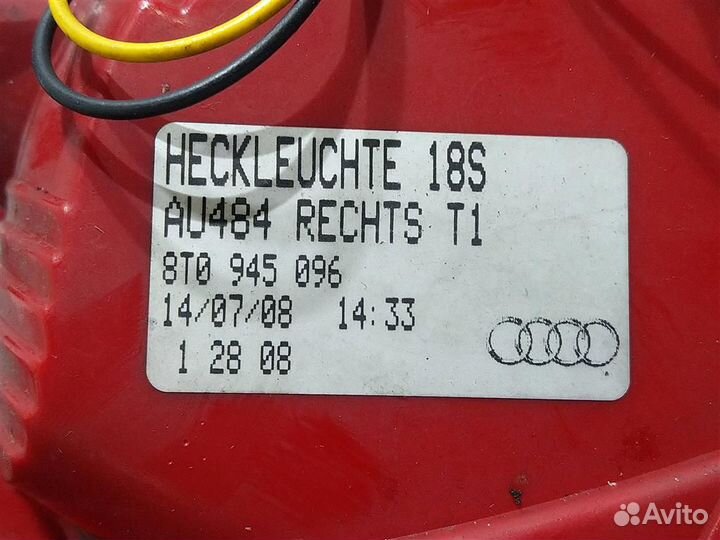 HECKLEUCHTE 18S
AU484 RECHTS T1
8T0 945 096
14/07/08 14:33
1 28 08
Avito